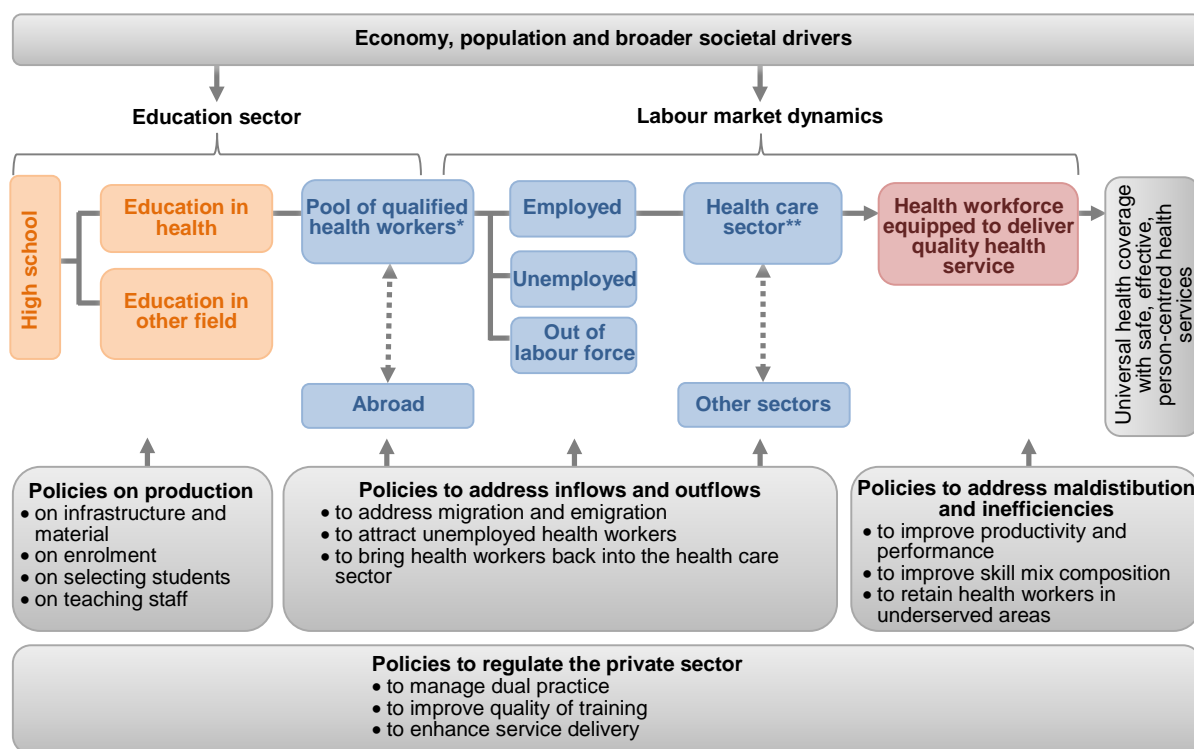 Economy, population and broader societal drivers
Education sector
Labour market dynamics
High school
Education in
health
Education in
other field
Pool of qualified
health workers*
Abroad
Employed
Unemployed
Out of
labour force
Health care
sector**
Other sectors
Health workforce
equipped to deliver
quality health
service
Universal health coverage
with safe, effective,
person-centred health
services
Policies on production
• on infrastructure and
material
• on enrolment
• on selecting students
• on teaching staff
Policies to address inflows and outflows
• to address migration and emigration
• to attract unemployed health workers
• to bring health workers back into the health care
sector
Policies to address maldistibution
and inefficiencies
• to improve productivity and
performance
• to improve skill mix composition
• to retain health workers in
underserved areas
Policies to regulate the private sector
• to manage dual practice
• to improve quality of training
• to enhance service delivery